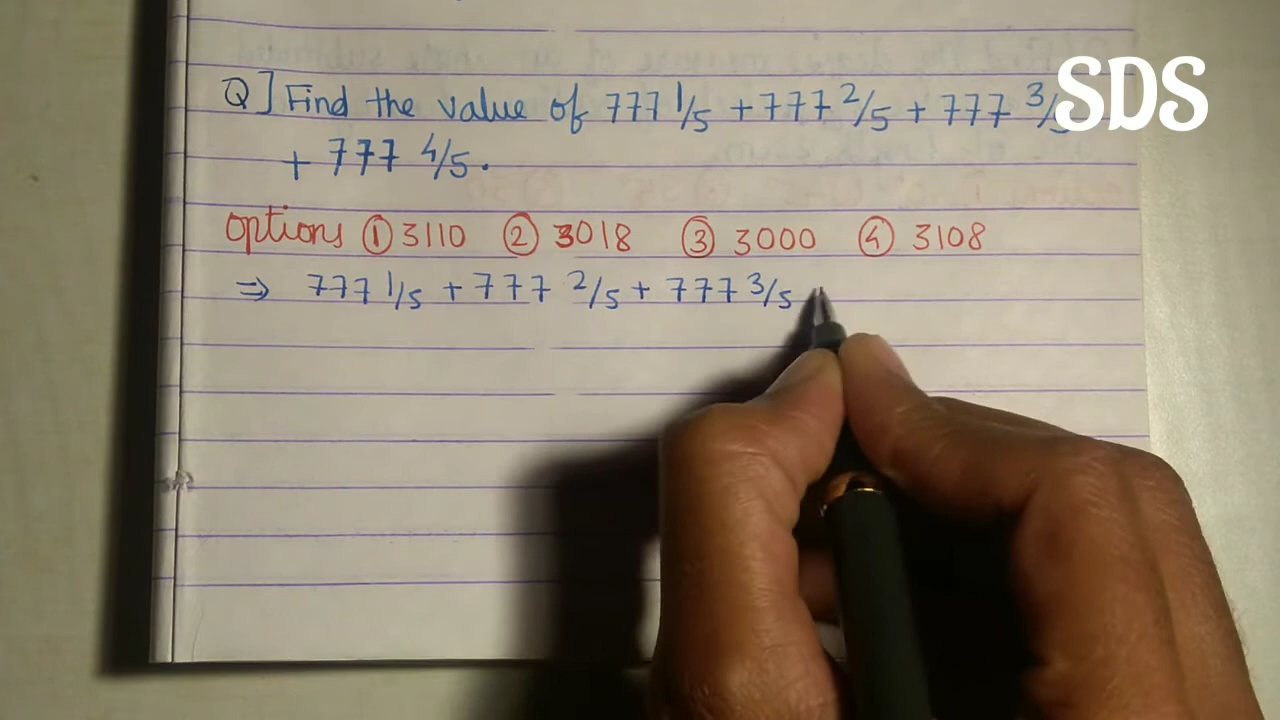 Q] Find the value of 777 1/5 + 777 2/5 + 777 3/5
SDS
+ 777 4/5.
Options ① 3110 ② 3018 ③ 3000 ④ 3108
⇒ 777 1/5 + 777 2/5 + 777 3/5